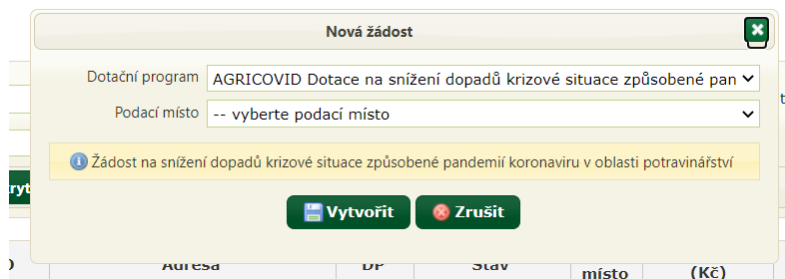 Nová žádost
Dotační program AGRICOVID Dotace na snížení dopadů krizové situace způsobené pan
Podací místo -- vyberte podací místo
Žádost na snížení dopadů krizové situace způsobené pandemií koronaviru v oblasti potravinářství
Vytvořit Zrušit
Adresa DP Stav místo (Kč)